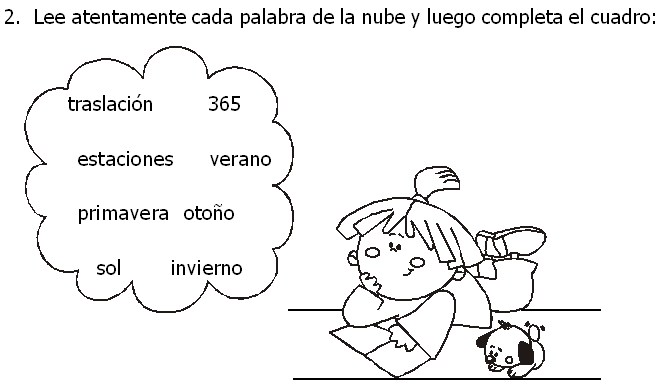 2. Lee atentamente cada palabra de la nube y luego completa el cuadro:
traslación 365
estaciones verano
primavera otoño
sol invierno